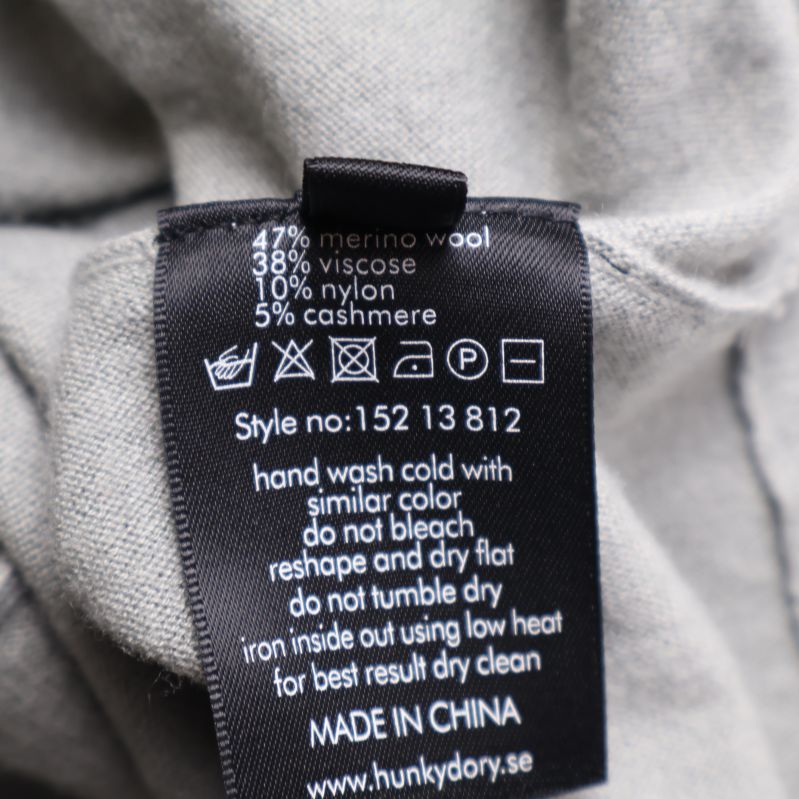 47% merino wool
38% viscose
10% nylon
5% cashmere
P
Style no:152 13 812
hand wash cold with
similar color
do not bleach
reshape and dry flat
do not tumble dry
iron inside out using low heat
for best result dry clean
MADE IN CHINA
www.hunkydory.se